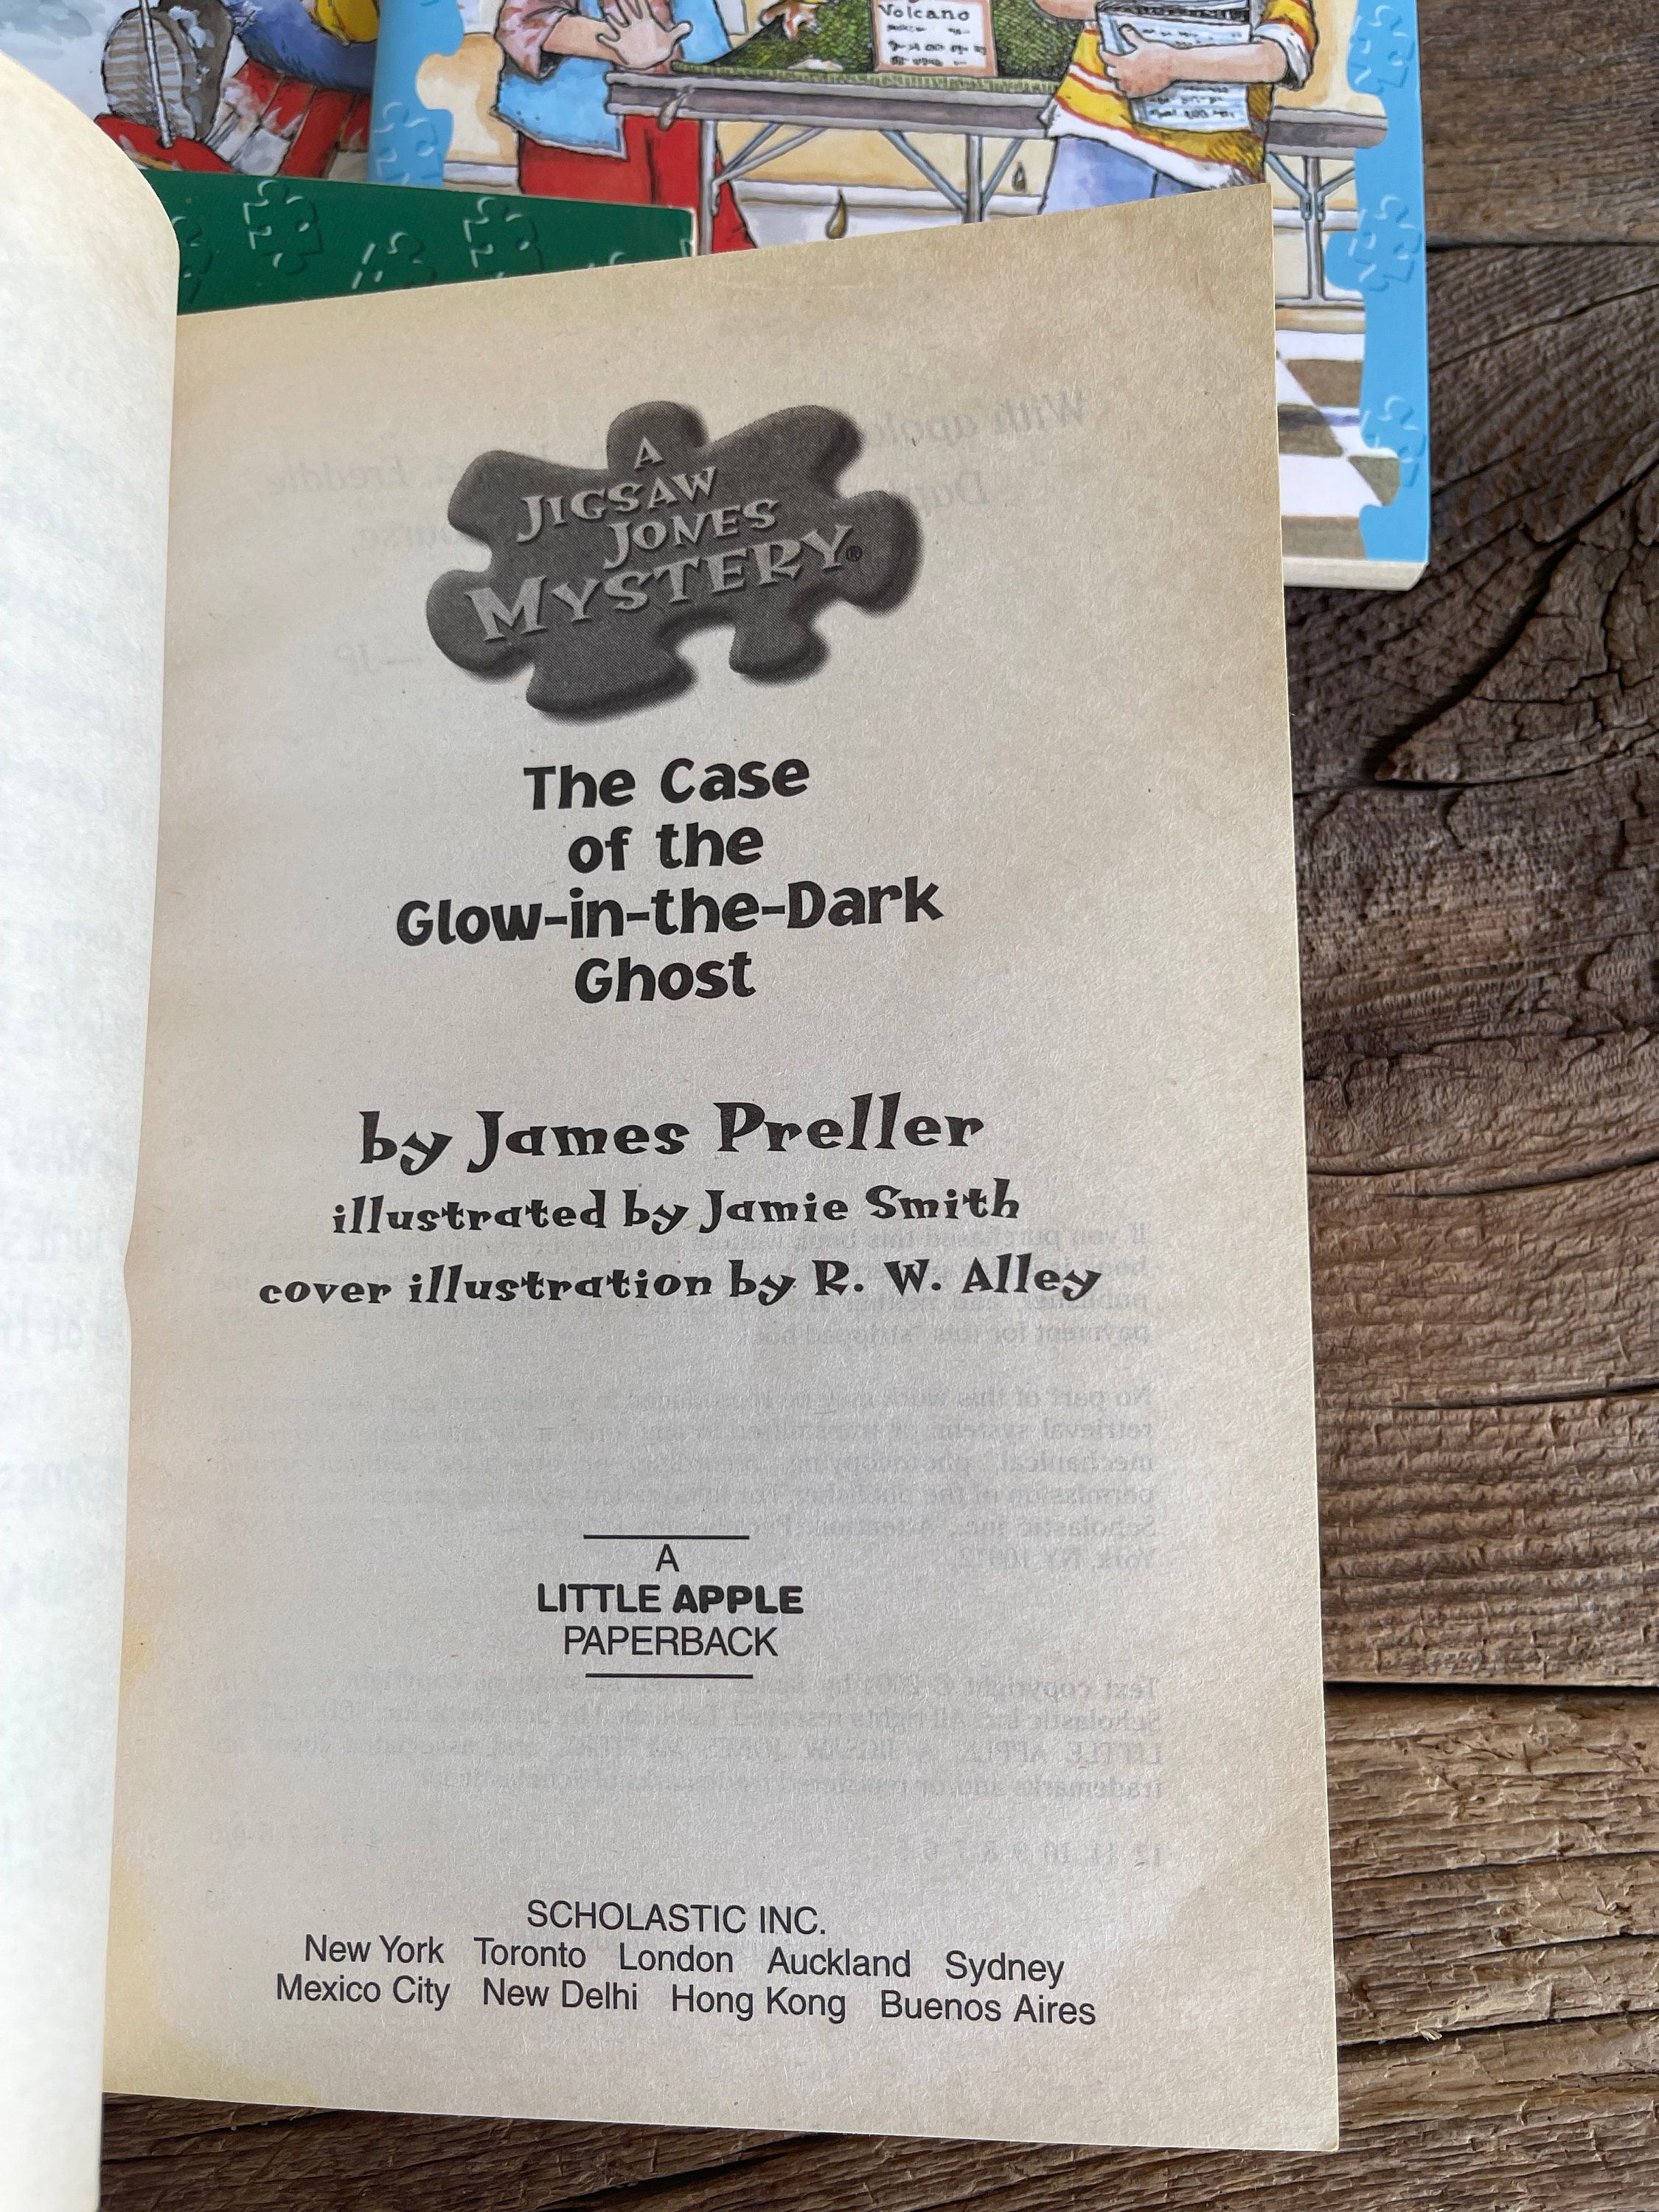 Volcano
A
JIGSAW
JONES
MYSTERY®
The Case
of the
Glow-in-the-Dark
Ghost
by James Preller
illustrated by Jamie Smith
cover illustration by R. W. Alley
A
LITTLE APPLE
PAPERBACK
SCHOLASTIC INC.
New York Toronto London Auckland Sydney
Mexico City New Delhi Hong Kong Buenos Aires